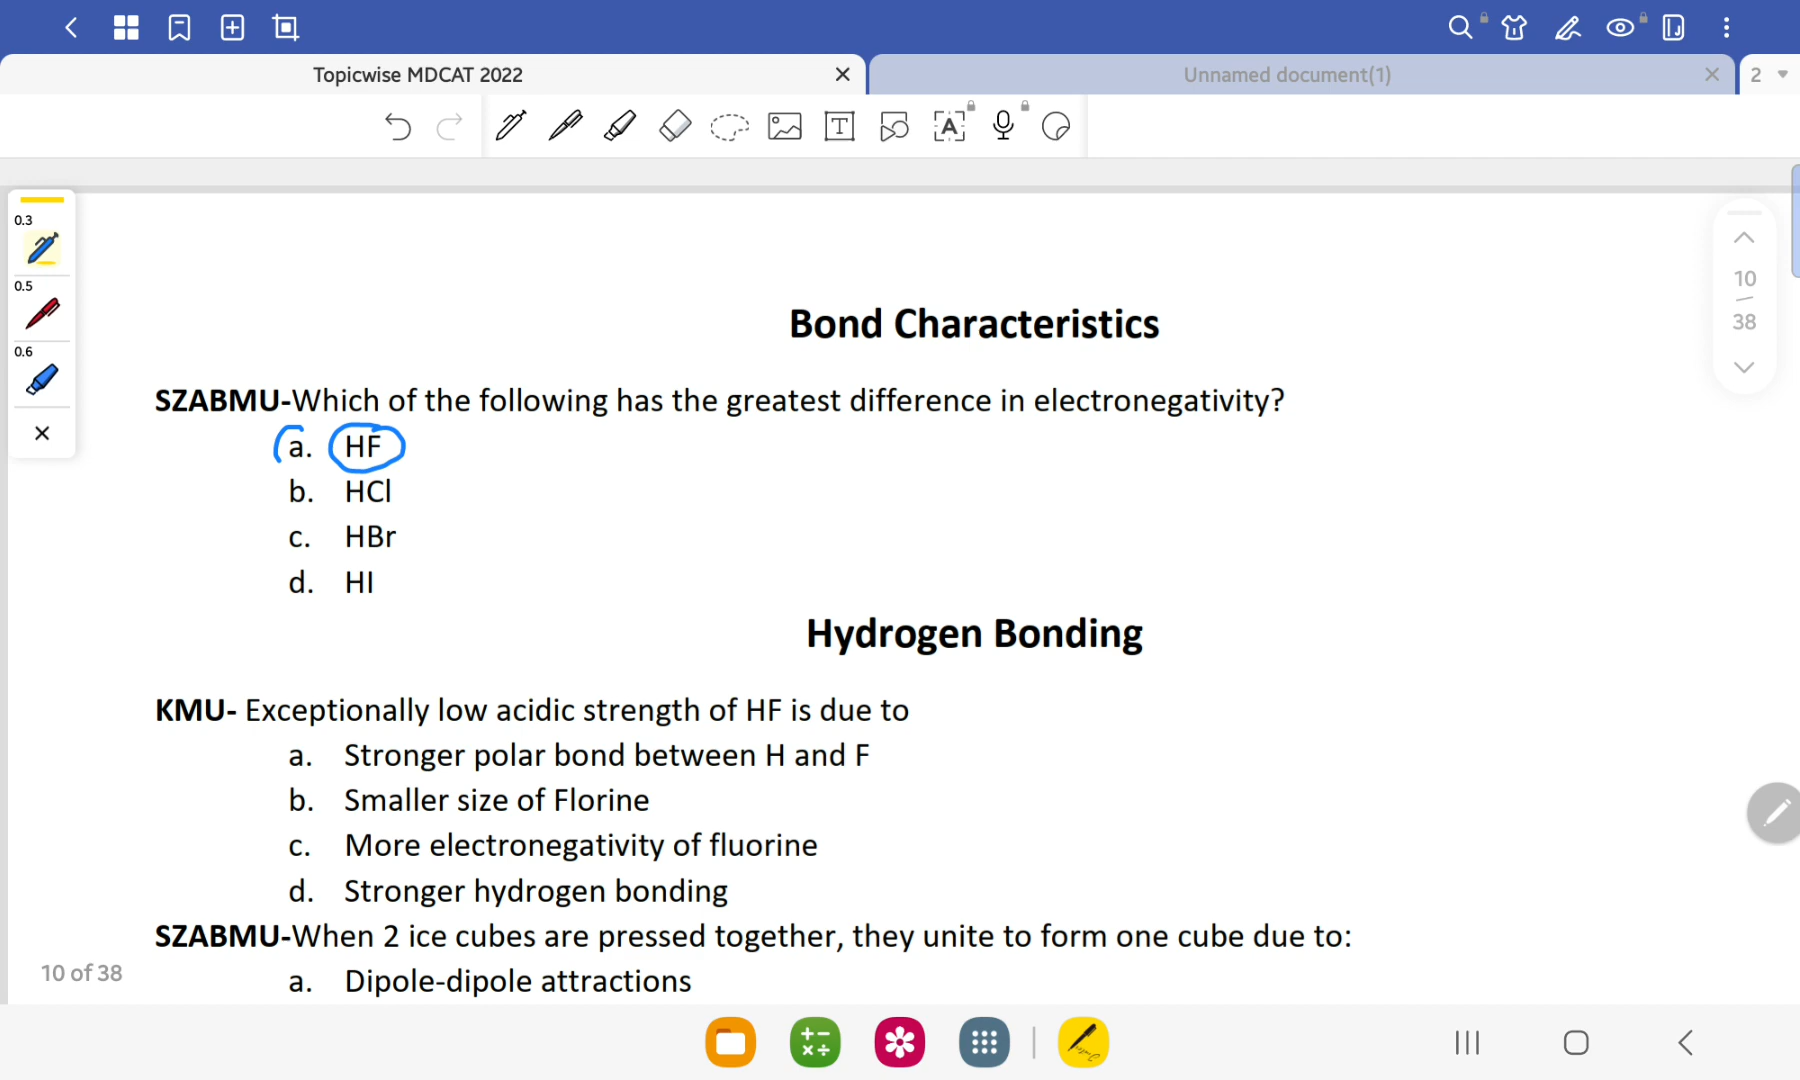 Topicwise MDCAT 2022
Unnamed document(1)
2
0.3
0.5
0.6
10
38
Bond Characteristics
SZABMU-Which of the following has the greatest difference in electronegativity?
a. HF
b. HCl
c. HBr
d. HI
Hydrogen Bonding
KMU- Exceptionally low acidic strength of HF is due to
a. Stronger polar bond between H and F
b. Smaller size of Florine
c. More electronegativity of fluorine
d. Stronger hydrogen bonding
SZABMU-When 2 ice cubes are pressed together, they unite to form one cube due to:
a. Dipole-dipole attractions
10 of 38